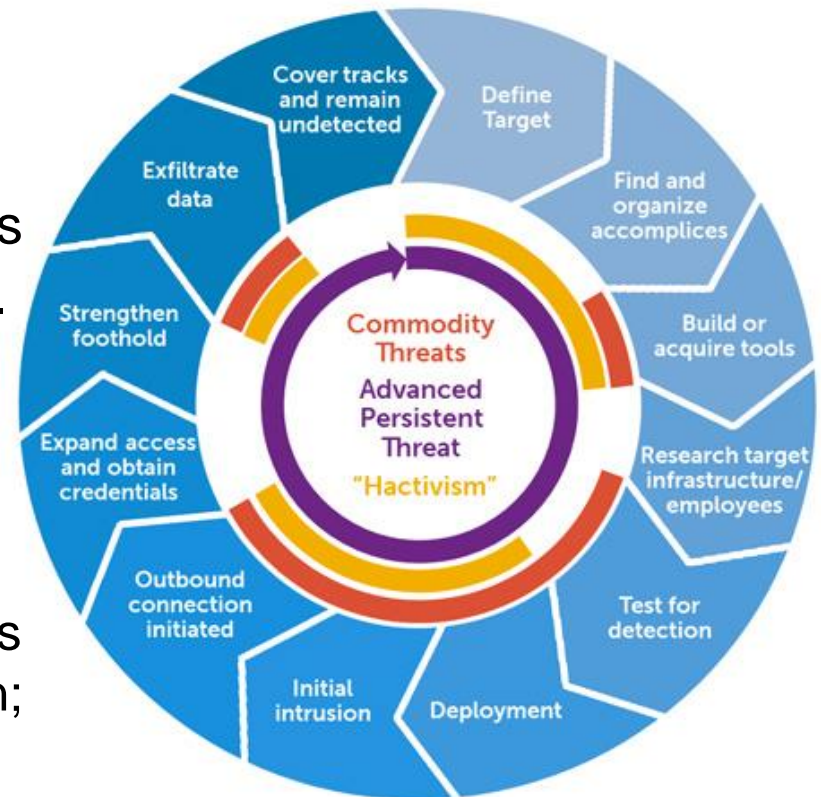 Cover tracks
and remain
undetected
Define
Target
Find and
organize
accomplices
Build or
acquire tools
Research target
infrastructure/
employees
Test for
detection
Deployment
Initial
intrusion
Outbound
connection
initiated
Expand access
and obtain
credentials
Strengthen
foothold
Exfiltrate
data
Commodity
Threats
Advanced
Persistent
Threat
"Hactivism"